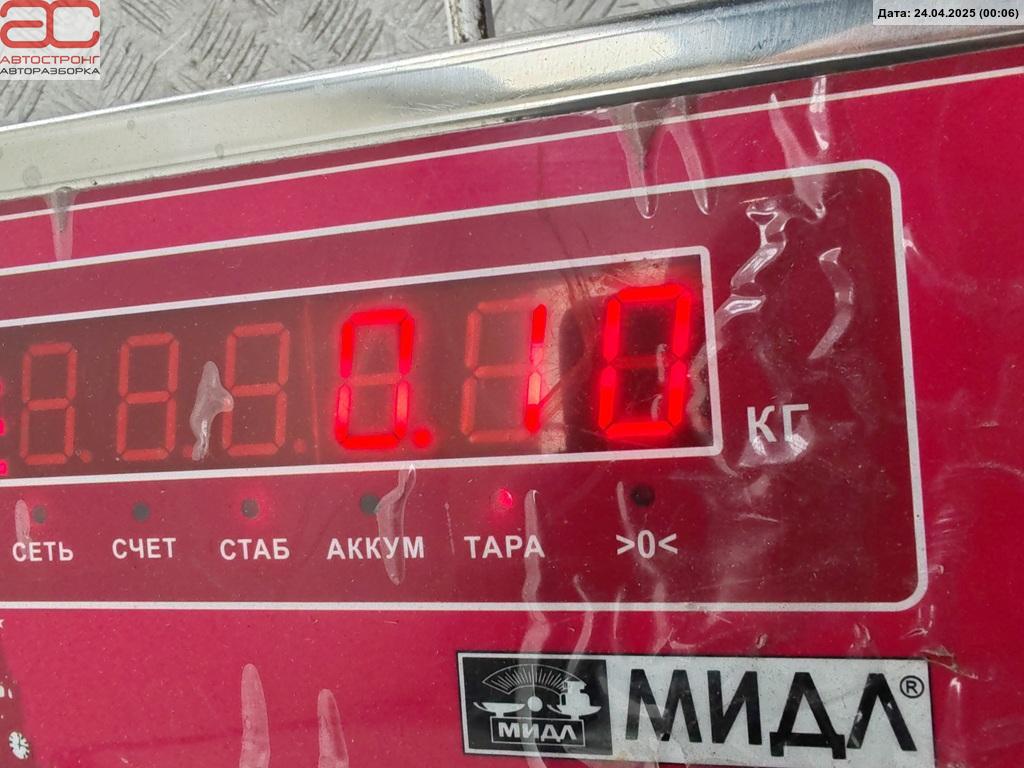 ас
АВТОСТРОНГ
АВТОРАЗБОРКА
Дата: 24.04.2025 (00:06)
0.10
КГ
СЕТЬ СЧЕТ СТАБ АККУМ ТАРА >0<
МИДЛ
МИДЛ®